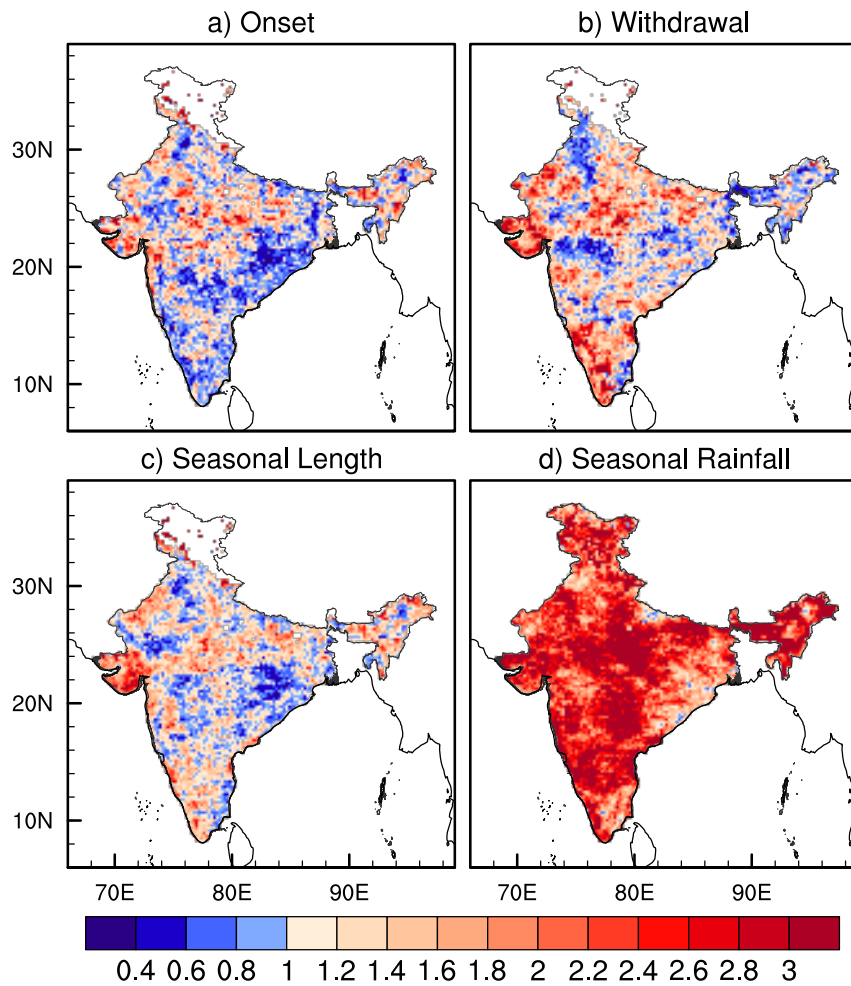 a) Onset
b) Withdrawal
30N
20N
10N
c) Seasonal Length
d) Seasonal Rainfall
30N
20N
10N
70E 80E 90E 70E 80E 90E
0.4 0.6 0.8 1 1.2 1.4 1.6 1.8 2 2.2 2.4 2.6 2.8 3